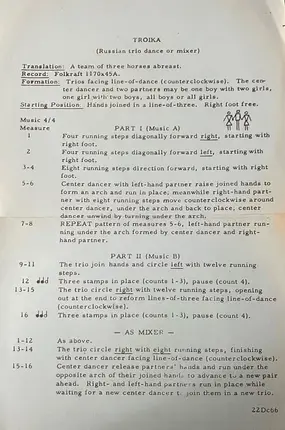 TROIKA
(Russian trio dance or mixer)
Translation: A team of three horses abreast.
Record: Folkraft 1170x45A.
Formation: Trios facing line-of-dance (counterclockwise). The cen-
ter dancer and two partners may be one boy with two girls,
one girl with two boys, all boys or all girls.
Starting Position: Hands joined in a line-of-three. Right foot free.
Music 4/4
Measure PART I (Music A)
1 Four running steps diagonally forward right, starting with
right foot.
2 Four running steps diagonally forward left, starting with
right foot.
3-4 Eight running steps direction forward, starting with right
foot.
5-6 Center dancer with left-hand partner raise joined hands to
form an arch and run in place; meanwhile right-hand part-
ner with eight running steps move counterclockwise around
center dancer, under the arch and back to place; center
dancer unwind by turning under the arch.
7-8 REPEAT pattern of measures 5-6, left-hand partner run-
ning under the arch formed by center dancer and right-
hand partner.
PART II (Music B)
9-11 The trio join hands and circle left with twelve running
steps.
12 Three stamps in place (counts 1-3), pause (count 4).
13-15 The trio circle right with twelve running steps, opening
out at the end to reform lines-of-three facing line-of-dance
(counterclockwise).
16 Three stamps in place (counts 1-3), pause (count 4).
— AS MIXER —
1-12 As above.
13-14 The trio circle right with eight running steps, finishing
with center dancer facing line-of-dance (counterclockwise).
15-16 Center dancer release partners' hands and run under the
opposite arch of their joined hands to advance to a new pair
ahead. Right- and left-hand partners run in place while
waiting for a new center dancer to join them in a new trio.
2ZDc66